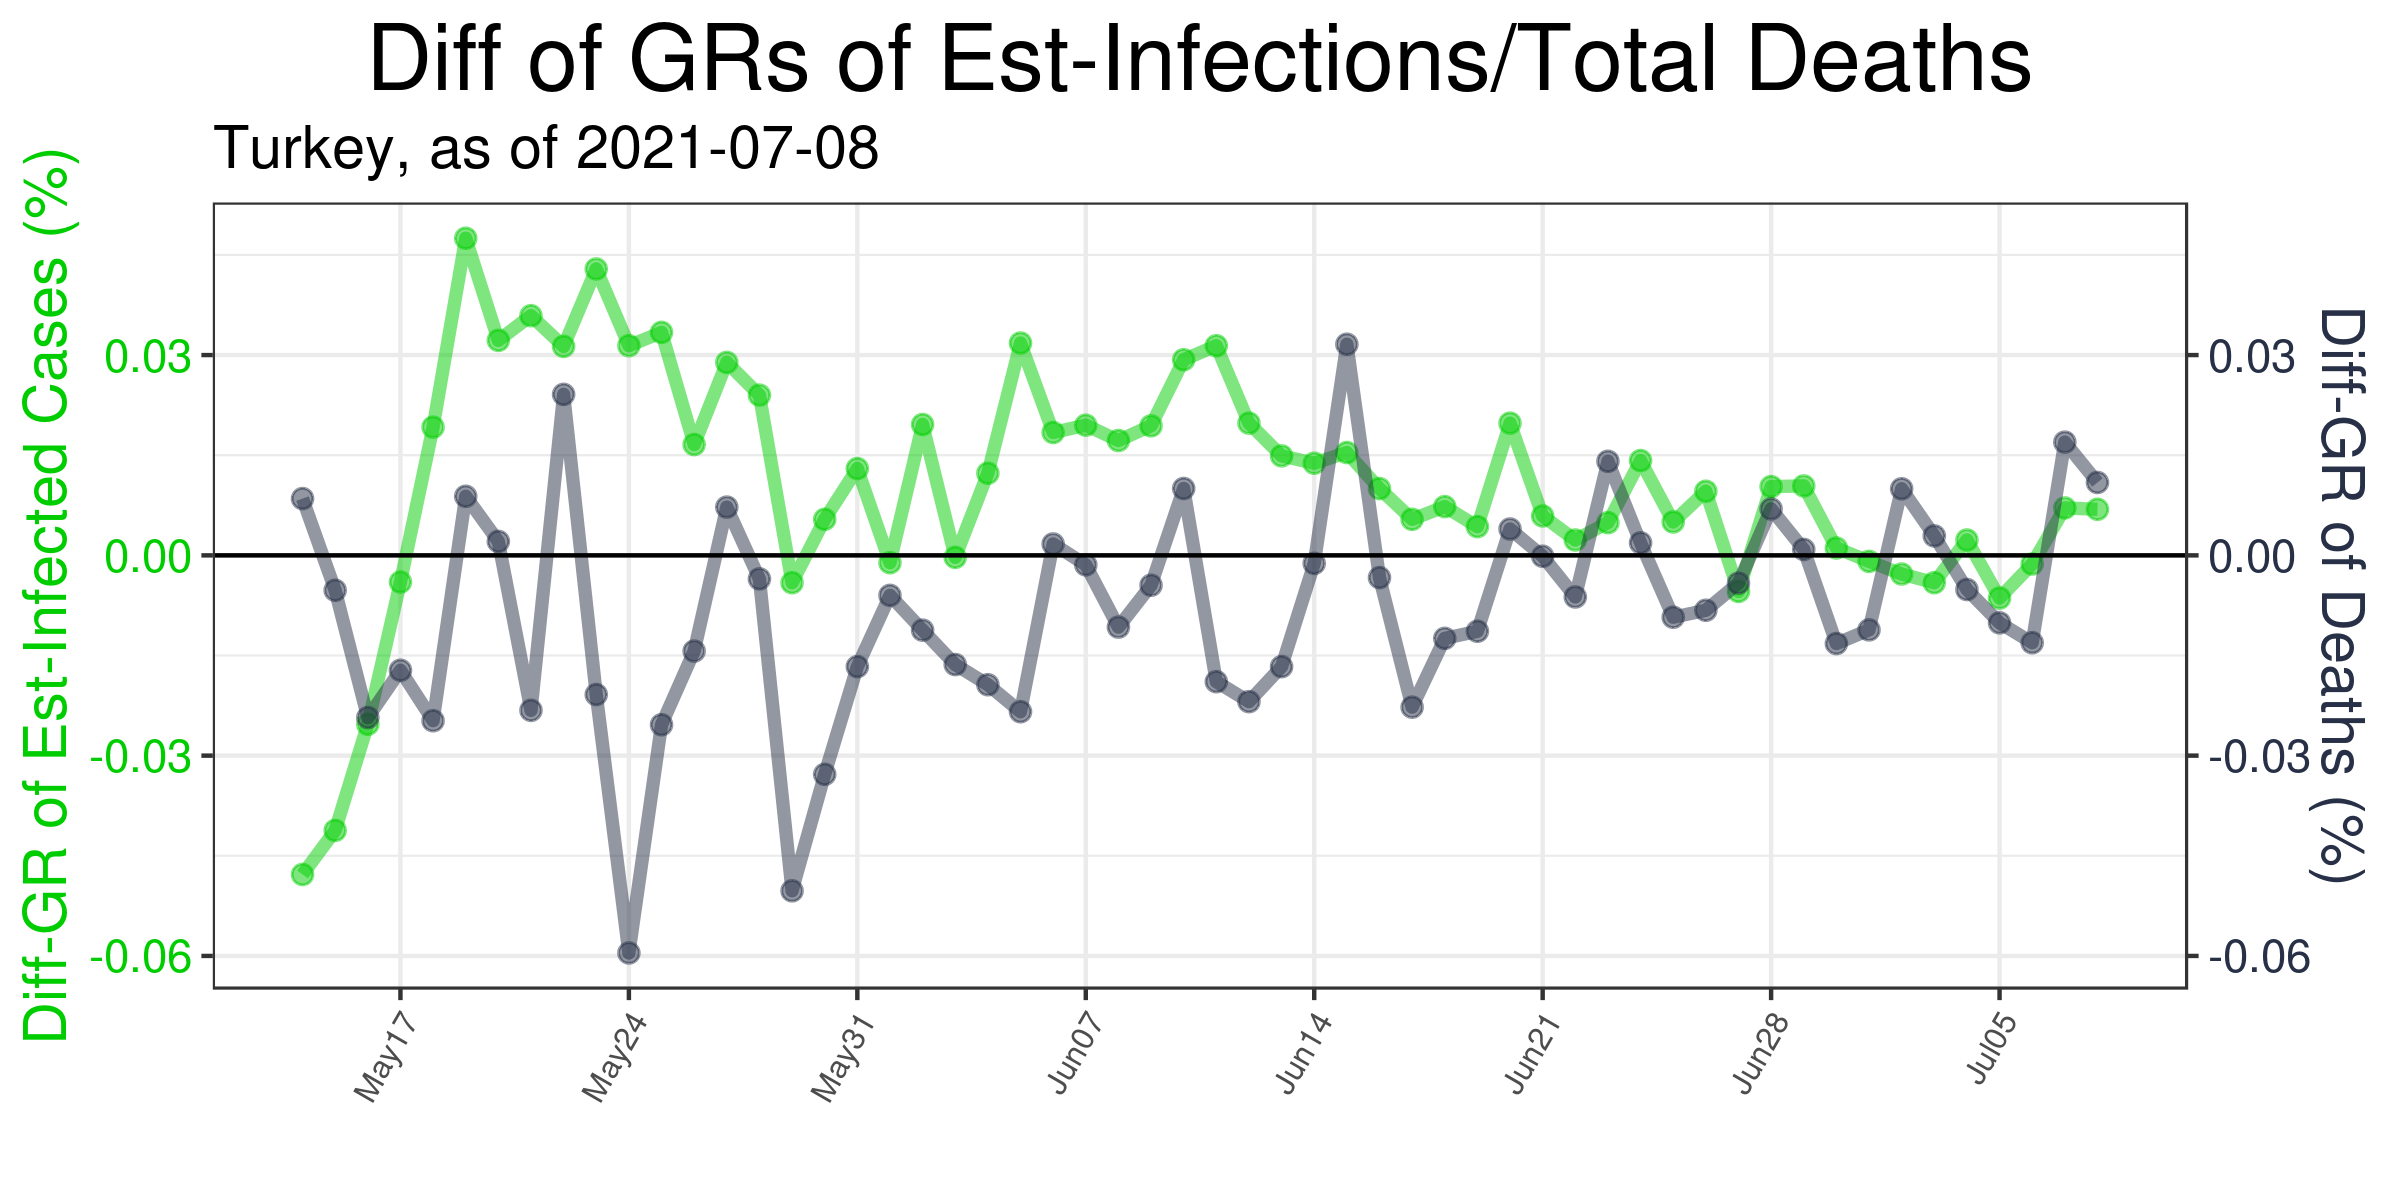 Diff of GRs of Est-Infections/Total Deaths
Turkey, as of 2021-07-08
Diff-GR of Est-Infected Cases (%)
0.03
0.00
-0.03
-0.06
0.03
0.00
-0.03
-0.06
Diff-GR of Deaths (%)
May17
May24
May31
Jun07
Jun14
Jun21
Jun28
Jul05